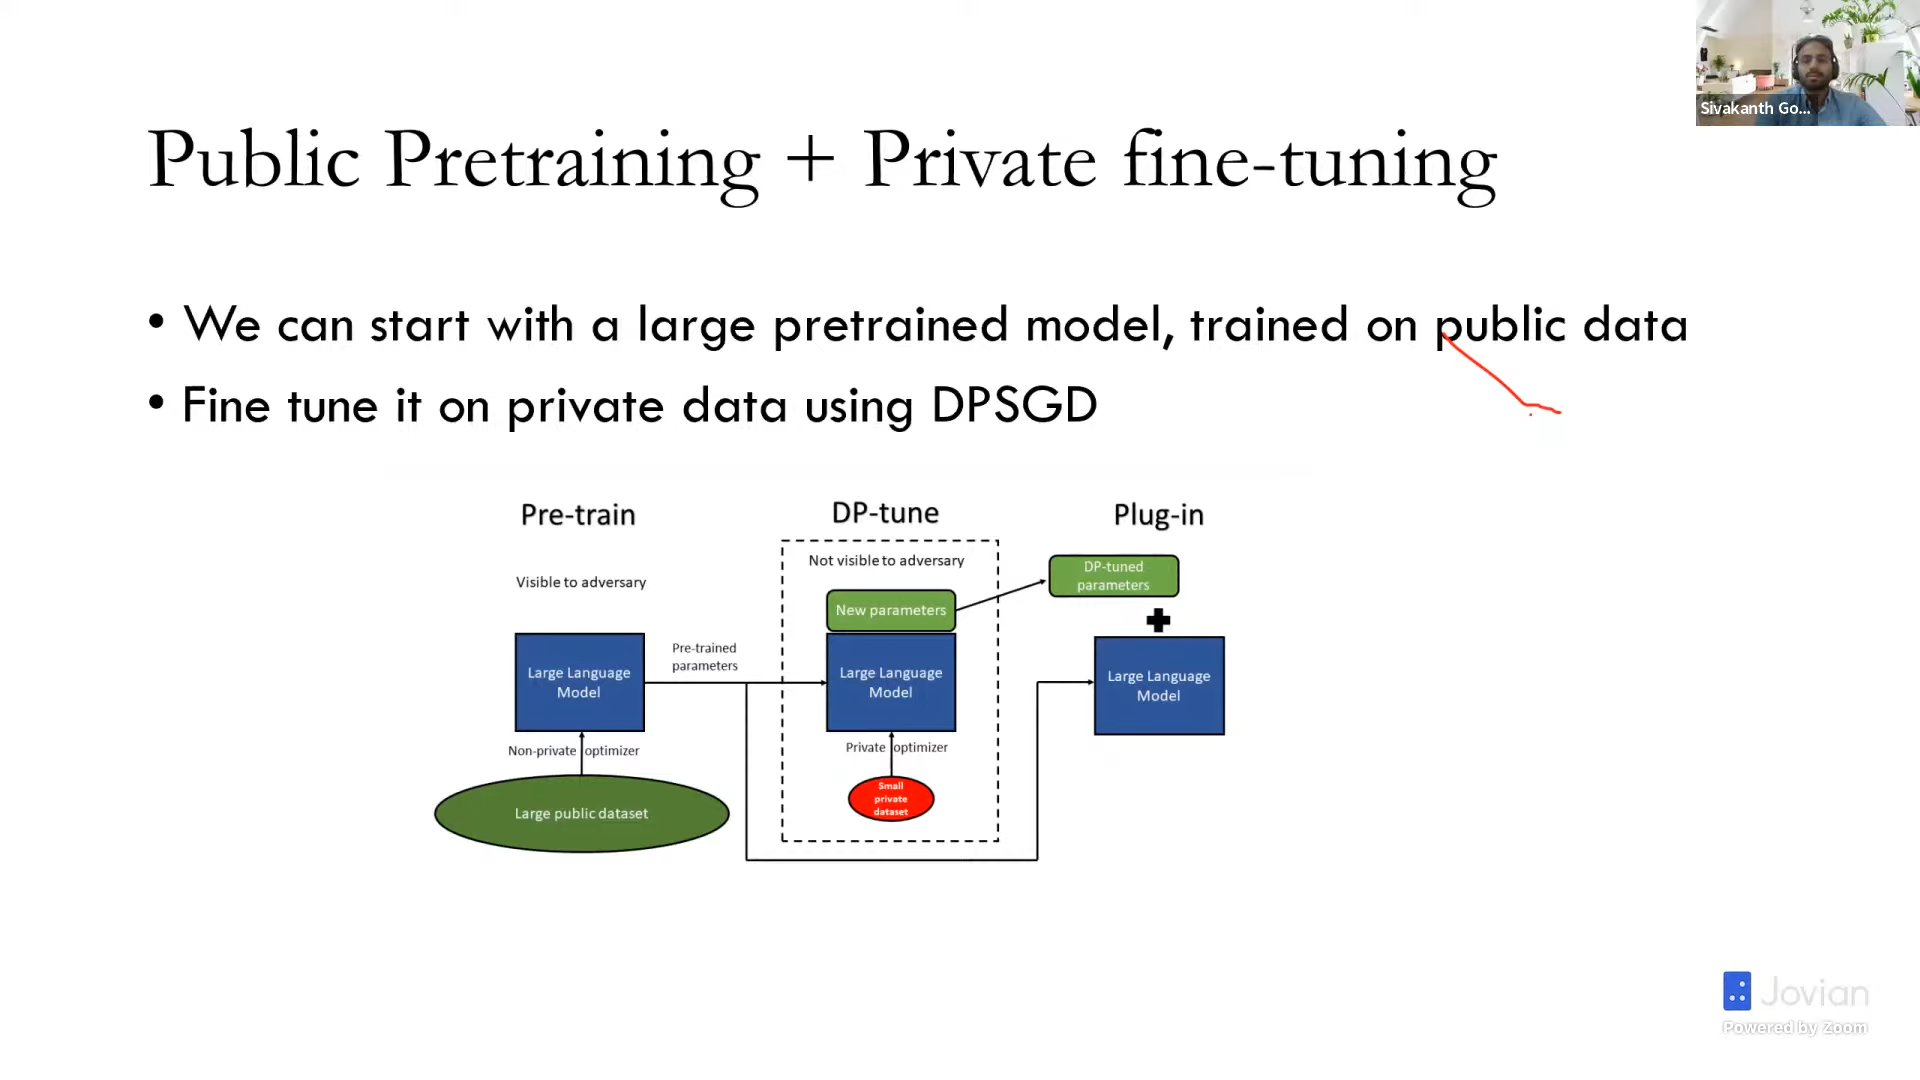 Sivakanth Go...
Public Pretraining + Private fine-tuning
• We can start with a large pretrained model, trained on public data
• Fine tune it on private data using DPSGD
Pre-train
DP-tune
Plug-in
Visible to adversary
Not visible to adversary
DP-tuned
parameters
New parameters
Large Language
Model
Pre-trained
parameters
Large Language
Model
Large Language
Model
Non-private optimizer
Private optimizer
Large public dataset
Small
private
dataset
Jovian
Powered by Zoom